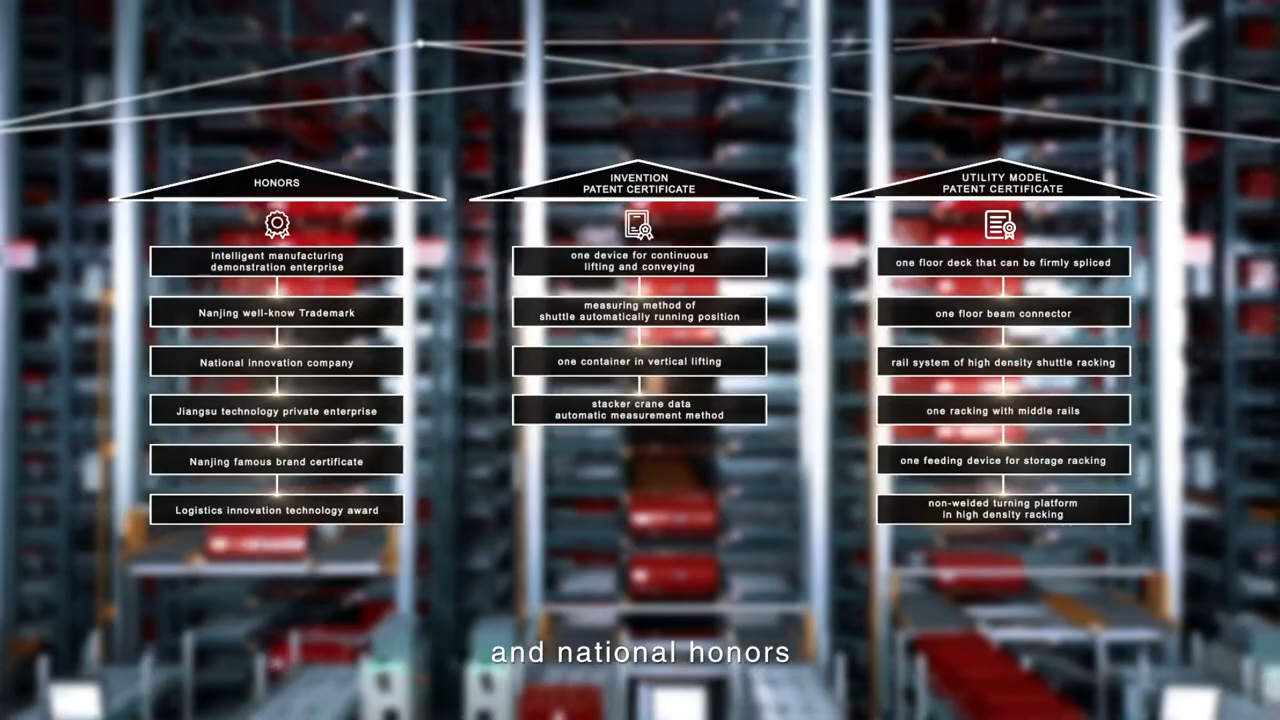 HONORS
Intelligent manufacturing
demonstration enterprise
Nanjing well-know Trademark
National innovation company
Jiangsu technology private enterprise
Nanjing famous brand certificate
Logistics innovation technology award
INVENTION
PATENT CERTIFICATE
one device for continuous
lifting and conveying
measuring method of
shuttle automatically running position
one container in vertical lifting
stacker crane data
automatic measurement method
UTILITY MODEL
PATENT CERTIFICATE
one floor deck that can be firmly spliced
one floor beam connector
rail system of high density shuttle racking
one racking with middle rails
one feeding device for storage racking
non-welded turning platform
in high density racking
and national honors